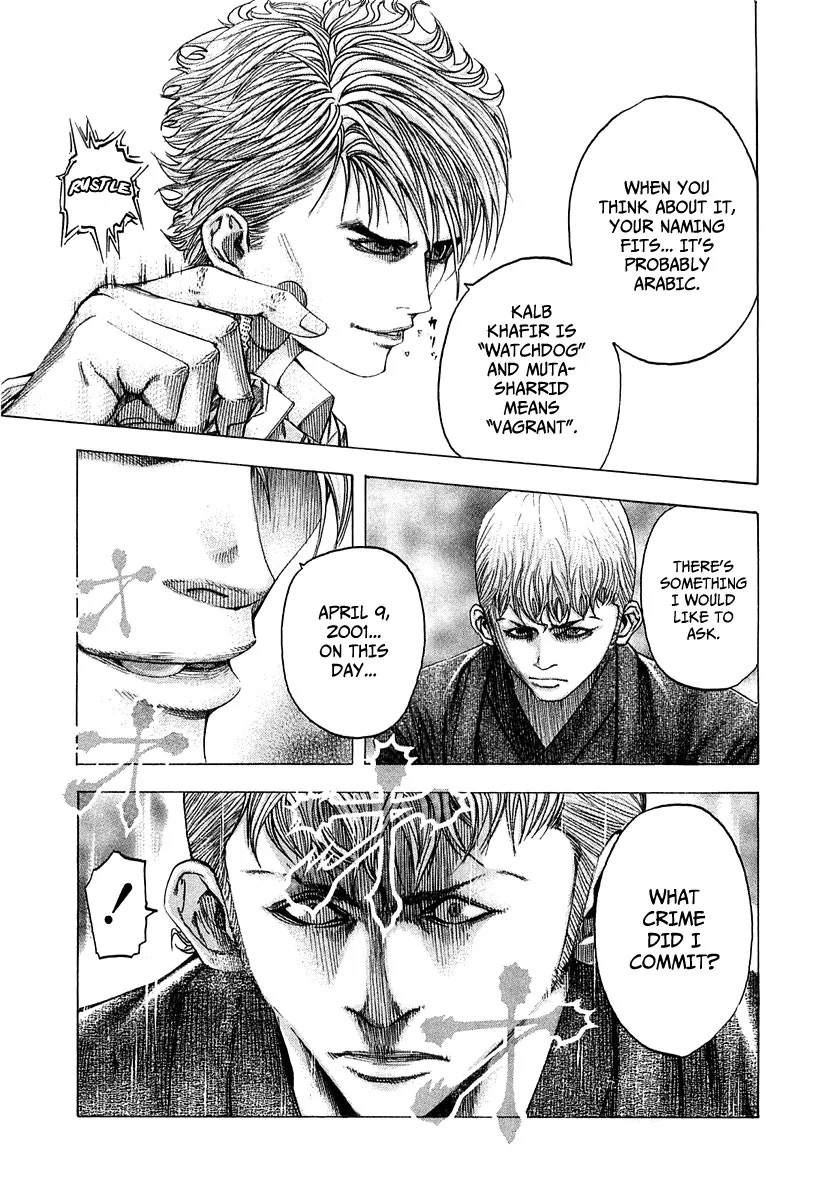 WHEN YOU
THINK ABOUT IT,
YOUR NAMING
FITS... IT'S
PROBABLY
ARABIC.
KALB
KHAFIR IS
"WATCHDOG"
AND MUTA-
SHARRID
MEANS
"VAGRANT".
RUSTLE
THERE'S
SOMETHING
I WOULD
LIKE TO
ASK.
APRIL 9,
2001...
ON THIS
DAY...
WHAT
CRIME
DID I
COMMIT?
!